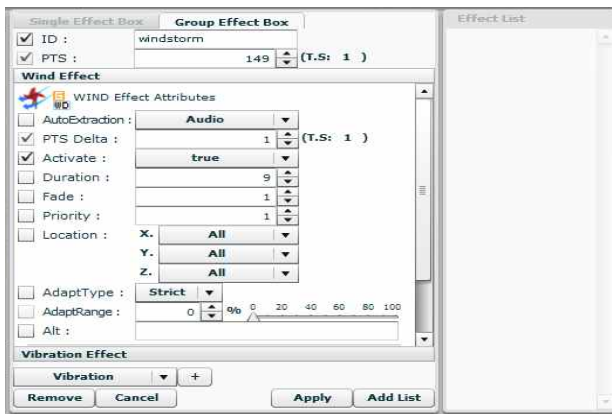 Single Effect Box Group Effect Box Effect List
ID : windstorm
PTS : 149 (T.S: 1 )
Wind Effect
WD WIND Effect Attributes
AutoExtraction : Audio
PTS Delta : 1 (T.S: 1 )
Activate : true
Duration : 9
Fade : 1
Priority : 1
Location : X. All
Y. All
Z. All
AdaptType : Strict
AdaptRange : 0 % 0 20 40 60 80 100
Alt :
Vibration Effect
Vibration +
Remove Cancel Apply Add List